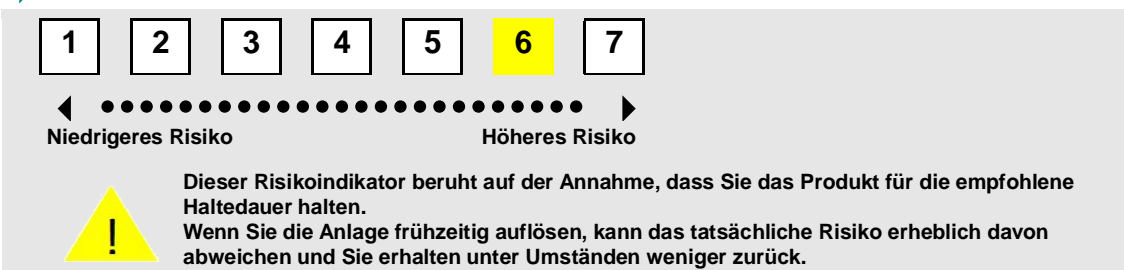 1 2 3 4 5 6 7
Niedrigeres Risiko Höheres Risiko
Dieser Risikoindikator beruht auf der Annahme, dass Sie das Produkt für die empfohlene
Haltedauer halten.
Wenn Sie die Anlage frühzeitig auflösen, kann das tatsächliche Risiko erheblich davon
abweichen und Sie erhalten unter Umständen weniger zurück.
!